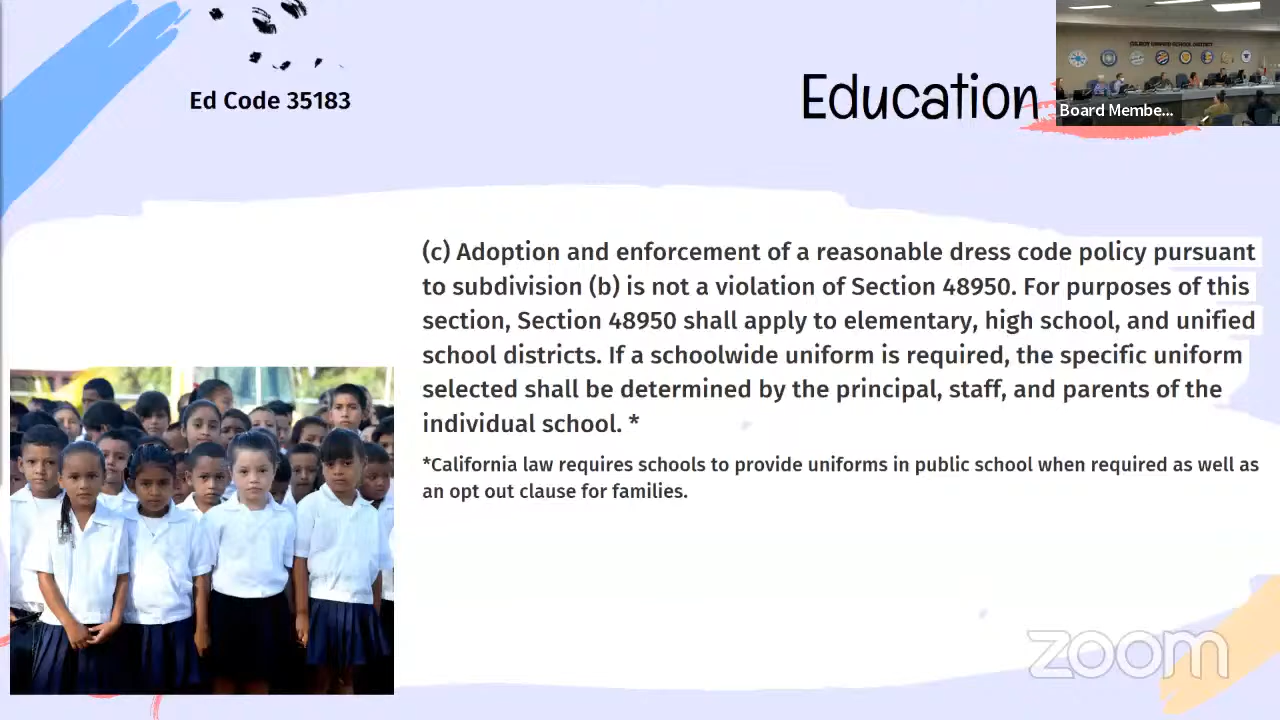 Ed Code 35183
Education
UNIFIED SCHOOL DISTRICT
Board Membe...
(c) Adoption and enforcement of a reasonable dress code policy pursuant
to subdivision (b) is not a violation of Section 48950. For purposes of this
section, Section 48950 shall apply to elementary, high school, and unified
school districts. If a schoolwide uniform is required, the specific uniform
selected shall be determined by the principal, staff, and parents of the
individual school. *
*California law requires schools to provide uniforms in public school when required as well as
an opt out clause for families.
zoom